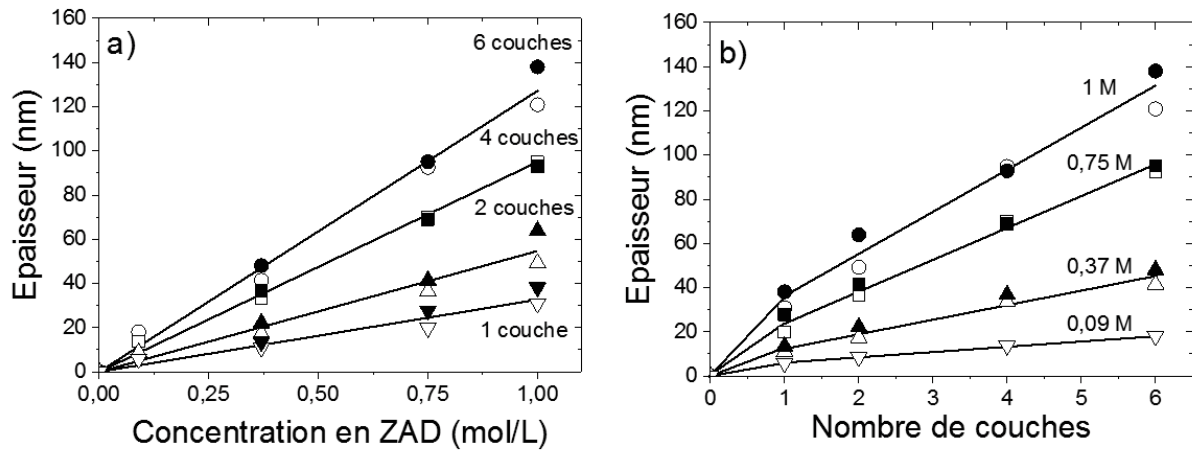 a)
160
140
120
100
80
60
40
20
0
Epaisseur (nm)
6 couches
4 couches
2 couches
1 couche
0,00
0,25
0,50
0,75
1,00
Concentration en ZAD (mol/L)
b)
160
140
120
100
80
60
40
20
0
Epaisseur (nm)
1 M
0,75 M
0,37 M
0,09 M
0
1
2
3
4
5
6
Nombre de couches